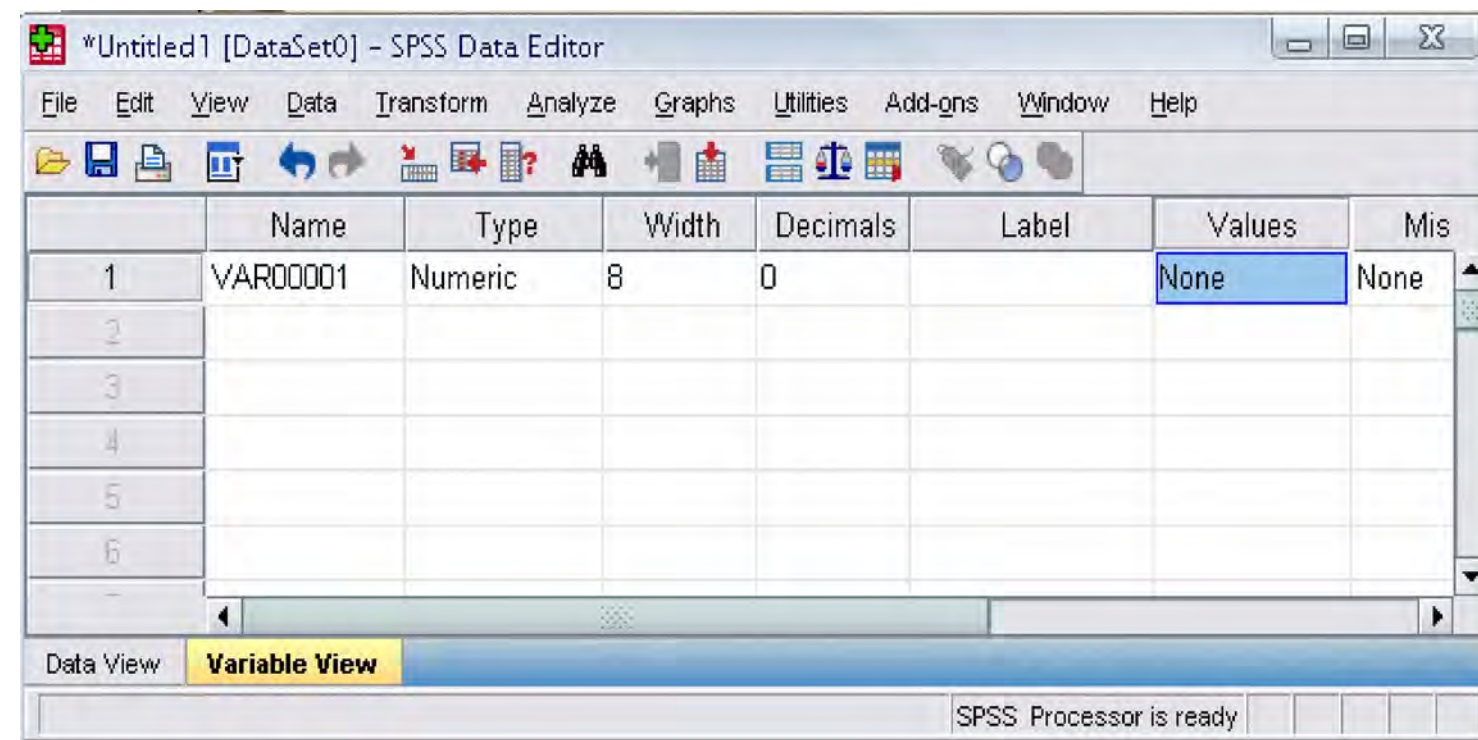 *Untitled1 [DataSet0] - SPSS Data Editor
File Edit View Data Transform Analyze Graphs Utilities Add-ons Window Help
Name Type Width Decimals Label Values Mis
1 VAR00001 Numeric 8 0 None None
2
3
4
5
6
Data View Variable View
SPSS Processor is ready